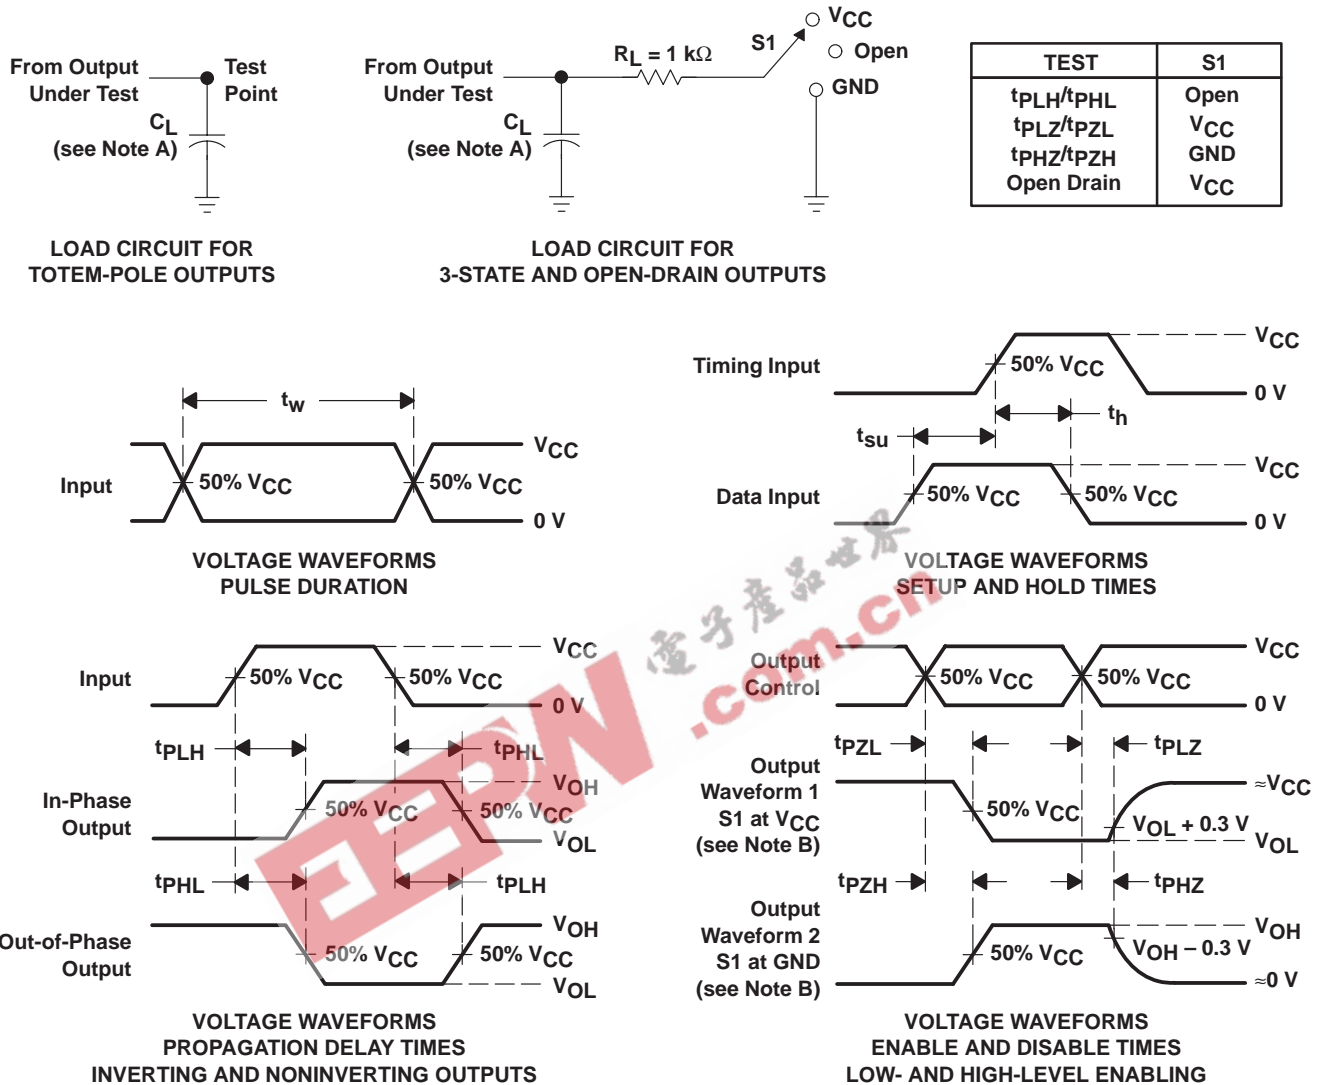 From Output
Under Test
Test
Point
CL
(see Note A)
LOAD CIRCUIT FOR
TOTEM-POLE OUTPUTS
From Output
Under Test
RL = 1 kΩ
S1
VCC
Open
GND
CL
(see Note A)
LOAD CIRCUIT FOR
3-STATE AND OPEN-DRAIN OUTPUTS
TEST S1
tPLH/tPHL Open
tPLZ/tPZL VCC
tPHZ/tPZH GND
Open Drain VCC
tw
Input
50% VCC
50% VCC
VCC
0 V
VOLTAGE WAVEFORMS
PULSE DURATION
Timing Input
50% VCC
VCC
0 V
tsu
th
Data Input
50% VCC
50% VCC
VCC
0 V
VOLTAGE WAVEFORMS
SETUP AND HOLD TIMES
Input
50% VCC
50% VCC
VCC
0 V
tPLH
tPHL
In-Phase
Output
50% VCC
50% VCC
VOH
VOL
tPHL
tPLH
Out-of-Phase
Output
50% VCC
50% VCC
VOH
VOL
VOLTAGE WAVEFORMS
PROPAGATION DELAY TIMES
INVERTING AND NONINVERTING OUTPUTS
Output
Control
50% VCC
50% VCC
VCC
0 V
tPZL
tPLZ
Output
Waveform 1
S1 at VCC
(see Note B)
50% VCC
VOL + 0.3 V
≈VCC
VOL
tPZH
tPHZ
Output
Waveform 2
S1 at GND
(see Note B)
50% VCC
VOH – 0.3 V
VOH
≈0 V
VOLTAGE WAVEFORMS
ENABLE AND DISABLE TIMES
LOW- AND HIGH-LEVEL ENABLING
EEPW
.com.cn
電子產品世界